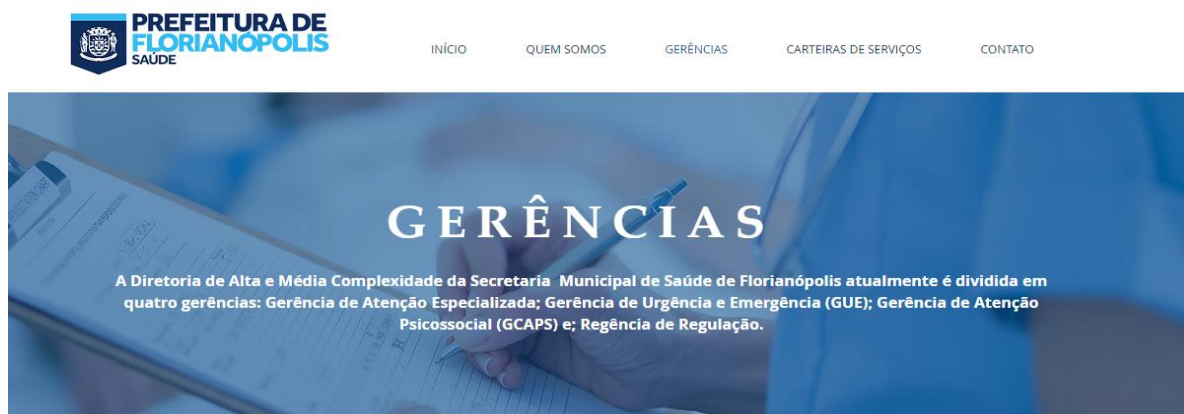 PREFEITURA DE
FLORIANÓPOLIS
SAÚDE
INÍCIO QUEM SOMOS GERÊNCIAS CARTEIRAS DE SERVIÇOS CONTATO
GERÊNCIAS
A Diretoria de Alta e Média Complexidade da Secretaria Municipal de Saúde de Florianópolis atualmente é dividida em
quatro gerências: Gerência de Atenção Especializada; Gerência de Urgência e Emergência (GUE); Gerência de Atenção
Psicossocial (GCAPS) e; Regência de Regulação.